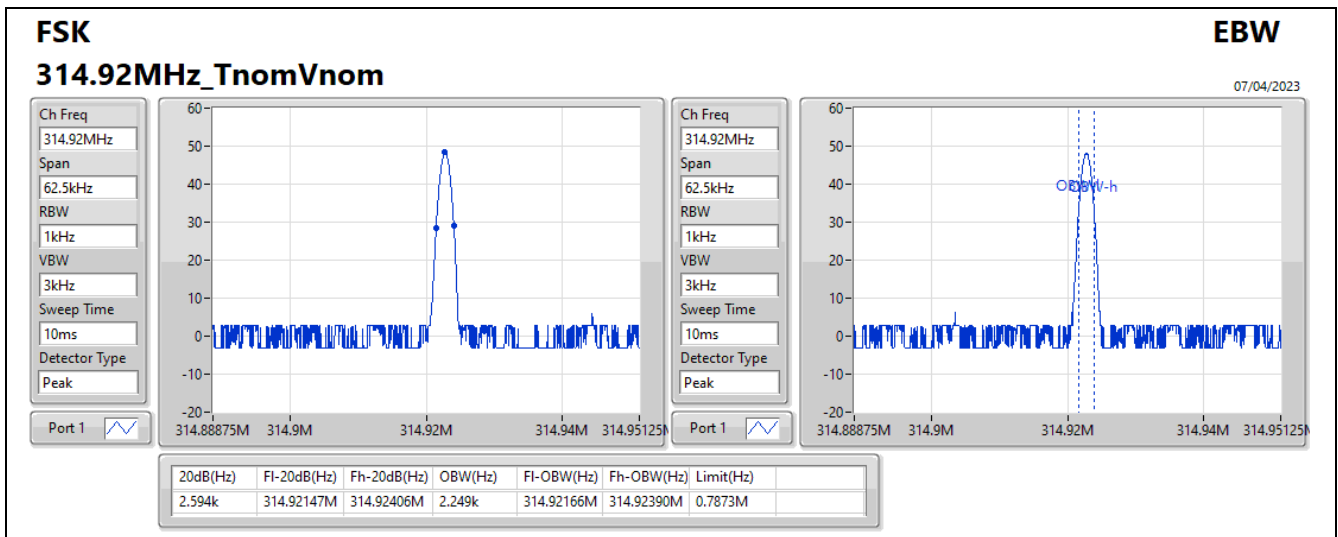 FSK
EBW
314.92MHz_TnomVnom
07/04/2023
Ch Freq
314.92MHz
Span
62.5kHz
RBW
1kHz
VBW
3kHz
Sweep Time
10ms
Detector Type
Peak
Port 1
60
50
40
30
20
10
0
-10
-20
314.88875M 314.9M 314.92M 314.94M 314.95125M
Ch Freq
314.92MHz
Span
62.5kHz
RBW
1kHz
VBW
3kHz
Sweep Time
10ms
Detector Type
Peak
Port 1
60
50
40
30
20
10
0
-10
-20
OBW-h
314.88875M 314.9M 314.92M 314.94M 314.95125M
20dB(Hz) Fl-20dB(Hz) Fh-20dB(Hz) OBW(Hz) Fl-OBW(Hz) Fh-OBW(Hz) Limit(Hz)
2.594k 314.92147M 314.92406M 2.249k 314.92166M 314.92390M 0.7873M